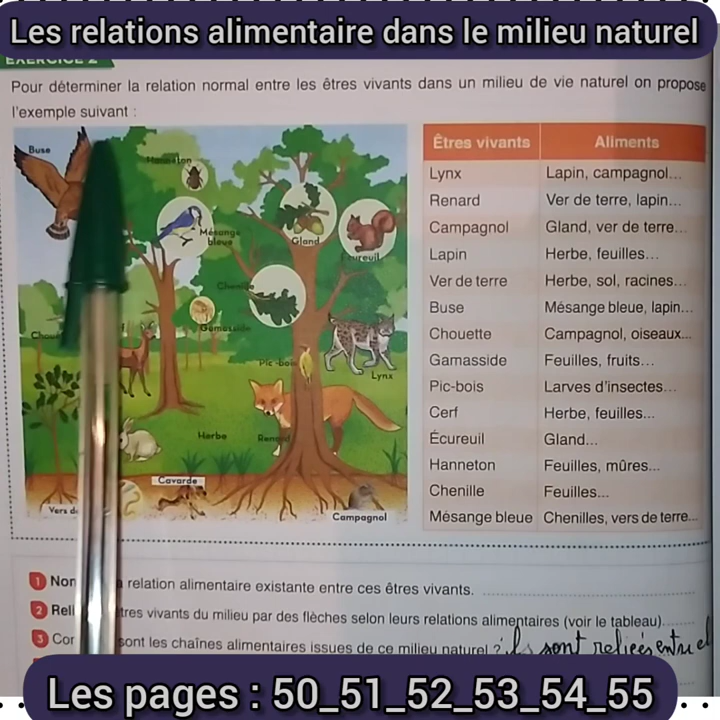 Les relations alimentaire dans le milieu naturel
EXERCICE 2
Pour déterminer la relation normal entre les êtres vivants dans un milieu de vie naturel on propose
l'exemple suivant :
Buse
Hanneton
Mésange
bleue
Gland
Écureuil
Chenille
Gamasside
Pic-bois
Lynx
Herbe
Renard
Cavarde
Vers de
Campagnol
Êtres vivants Aliments
Lynx Lapin, campagnol...
Renard Ver de terre, lapin...
Campagnol Gland, ver de terre...
Lapin Herbe, feuilles...
Ver de terre Herbe, sol, racines...
Buse Mésange bleue, lapin...
Chouette Campagnol, oiseaux...
Gamasside Feuilles, fruits...
Pic-bois Larves d'insectes...
Cerf Herbe, feuilles...
Écureuil Gland...
Hanneton Feuilles, mûres...
Chenille Feuilles...
Mésange bleue Chenilles, vers de terre...
1 relation alimentaire existante entre ces êtres vivants.
2 vivants du milieu par des flèches selon leurs relations alimentaires (voir le tableau).
3 sont les chaînes alimentaires issues de ce milieu naturel ? ils sont reliées entre el
Les pages : 50_51_52_53_54_55